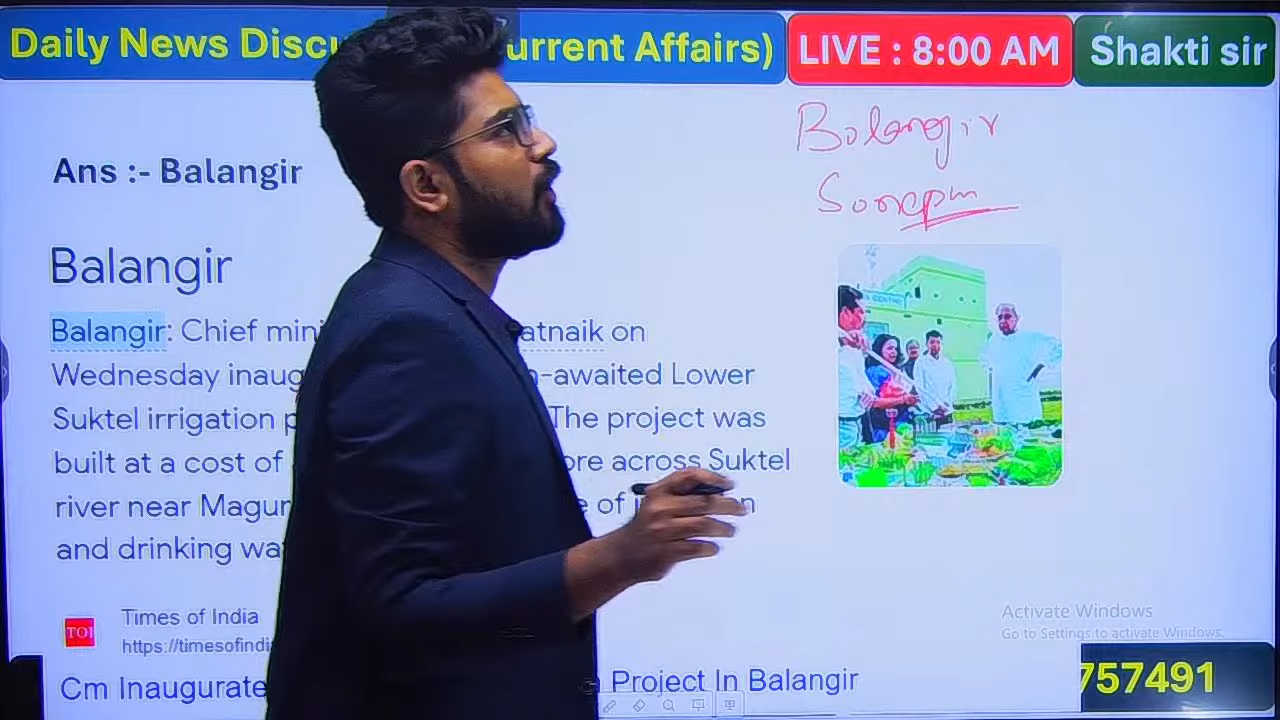 Daily News Discu urrent Affairs)
LIVE : 8:00 AM
Shakti sir
Balangir
Sonepur
Ans :- Balangir
Balangir
Balangir: Chief mini atnaik on
Wednesday inaug n-awaited Lower
Suktel irrigation p The project was
built at a cost of ore across Suktel
river near Magur e of
and drinking wa
TOI
Times of India
https://timesofindi
Activate Windows
Go to Settings to activate Windows.
Cm Inaugurate Project In Balangir
757491